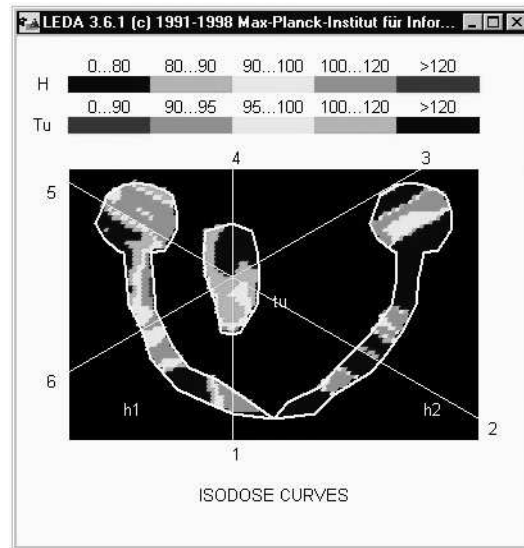 LEDA 3.6.1 (c) 1991-1998 Max-Planck-Institut für Infor...
0...80 80...90 90...100 100...120 >120
H
0...90 90...95 95...100 100...120 >120
Tu
4 3
5
tu
6
h1 h2
2
1
ISODOSE CURVES